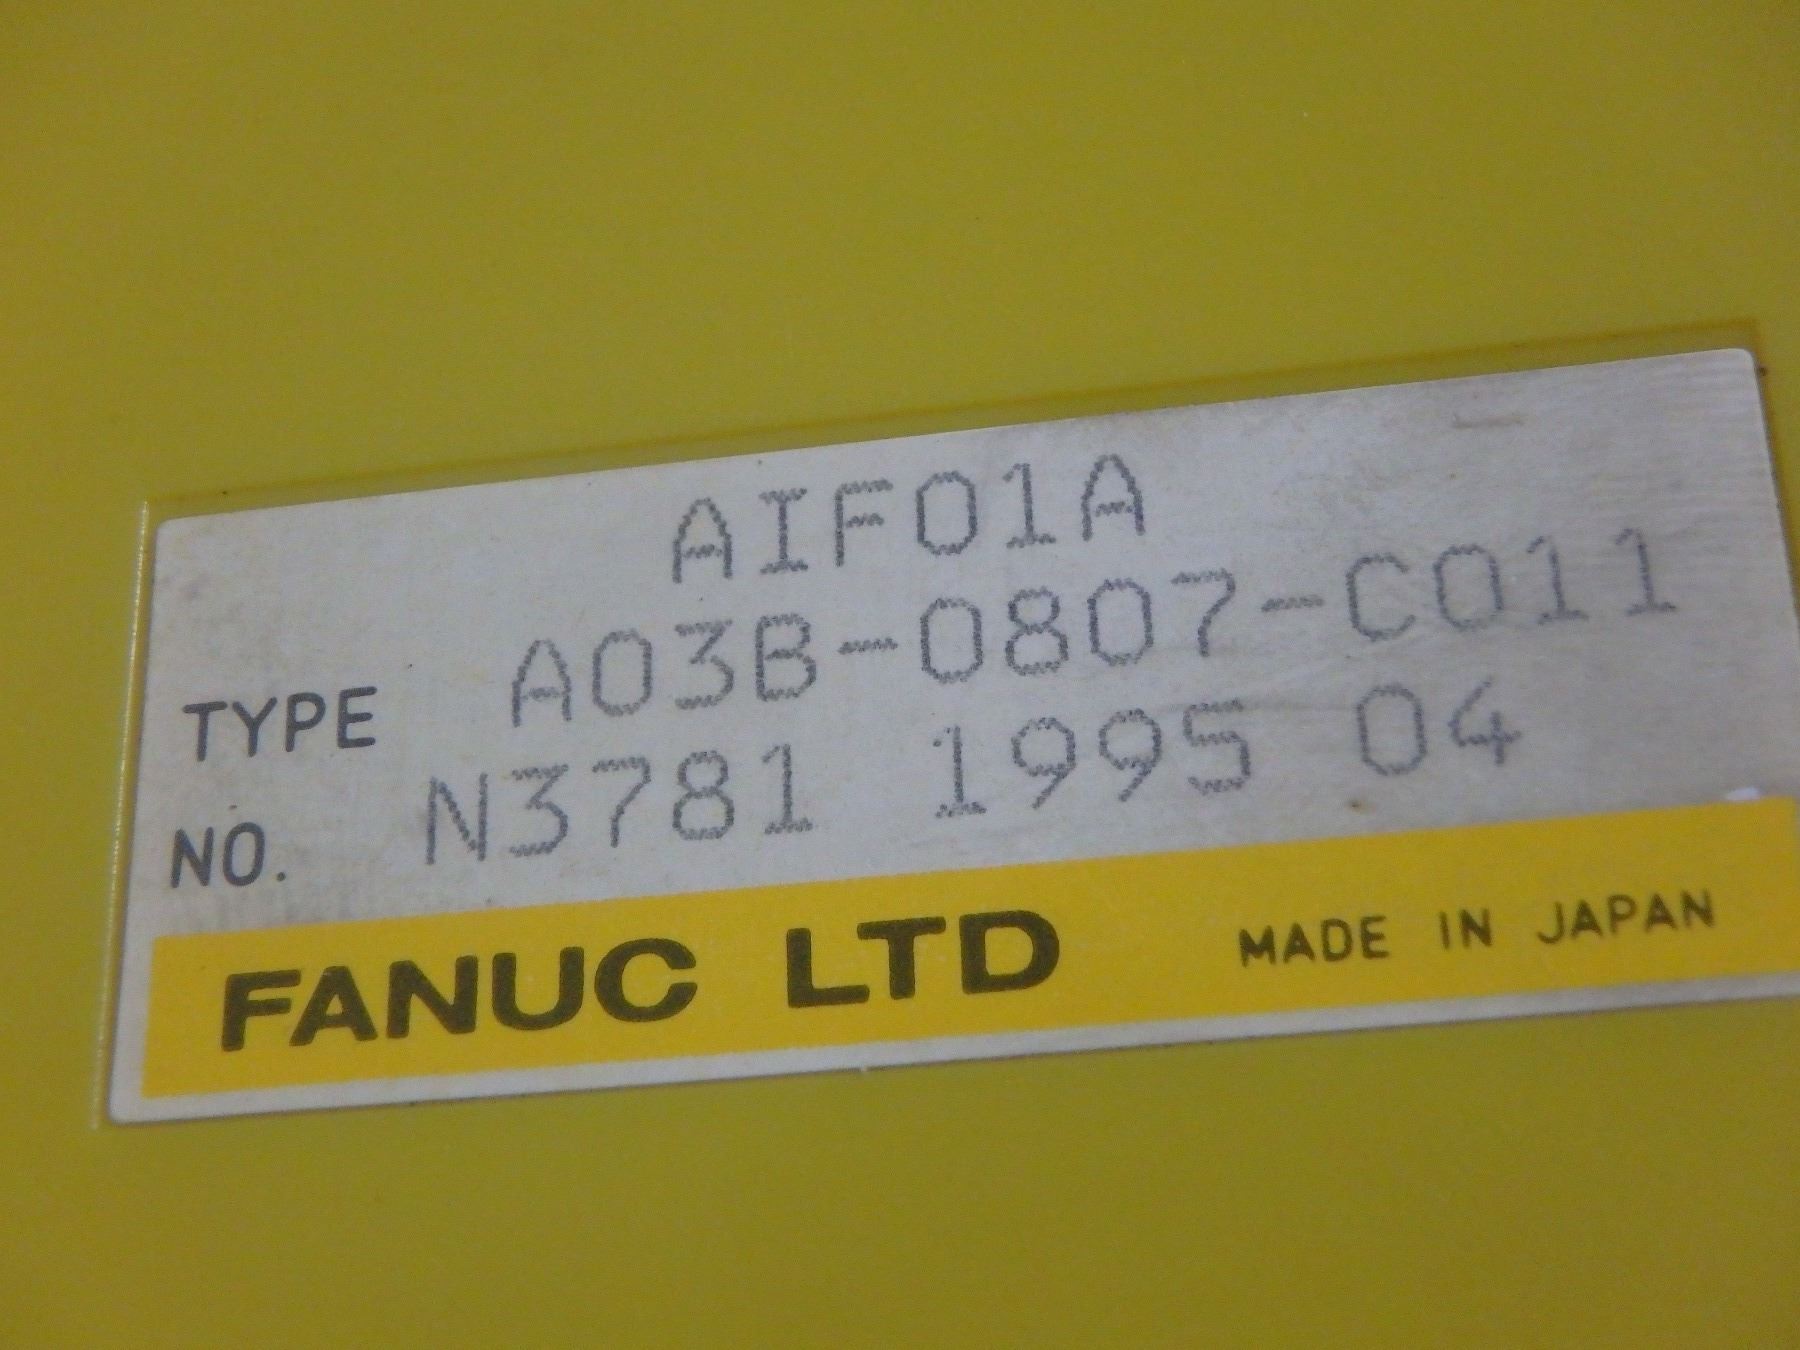 AIF01A
TYPE A03B-0807-C011
NO. N3781 1995 04
FANUC LTD MADE IN JAPAN